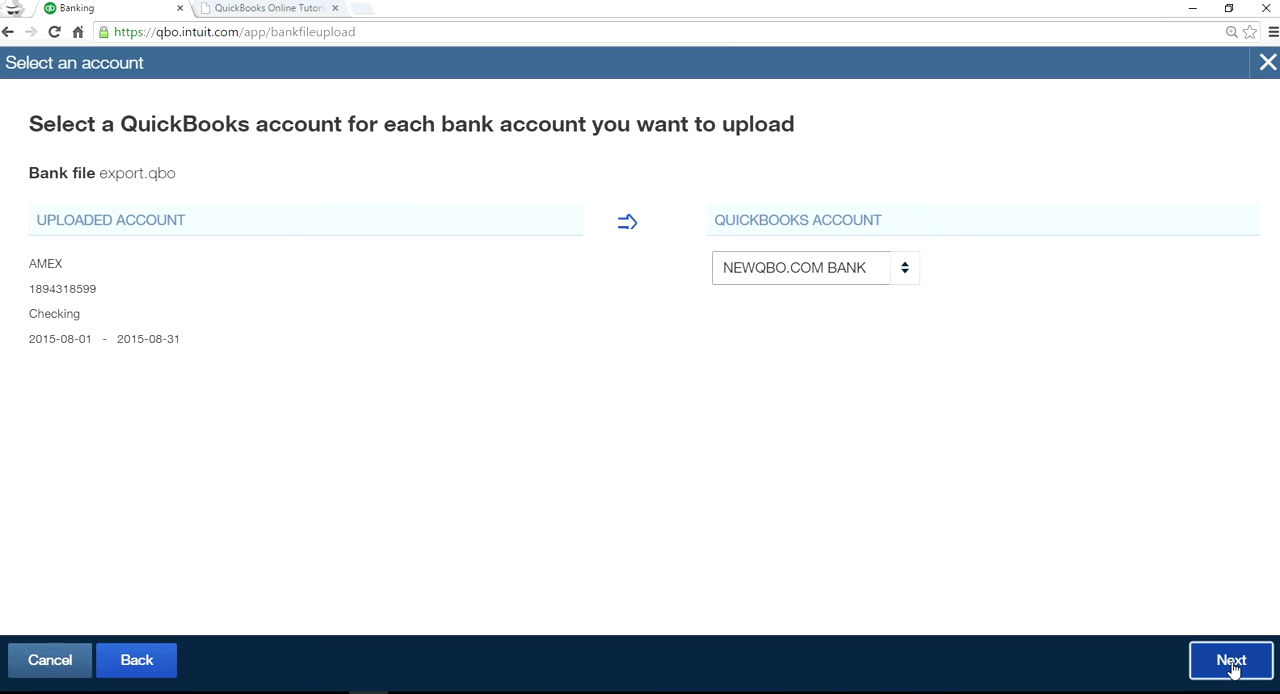 Banking
QuickBooks Online Tutori
https://qbo.intuit.com/app/bankfileupload
Select an account
Select a QuickBooks account for each bank account you want to upload
Bank file export.qbo
UPLOADED ACCOUNT
QUICKBOOKS ACCOUNT
AMEX
NEWQBO.COM BANK
1894318599
Checking
2015-08-01 - 2015-08-31
Cancel
Back
Next